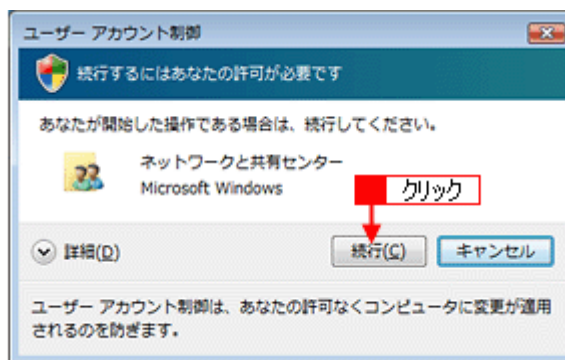 ユーザー アカウント制御
続行するにはあなたの許可が必要です
あなたが開始した操作である場合は、続行してください。
ネットワークと共有センター
Microsoft Windows
クリック
詳細(D)
続行(C)
キャンセル
ユーザー アカウント制御は、あなたの許可なくコンピュータに変更が適用
されるのを防ぎます。